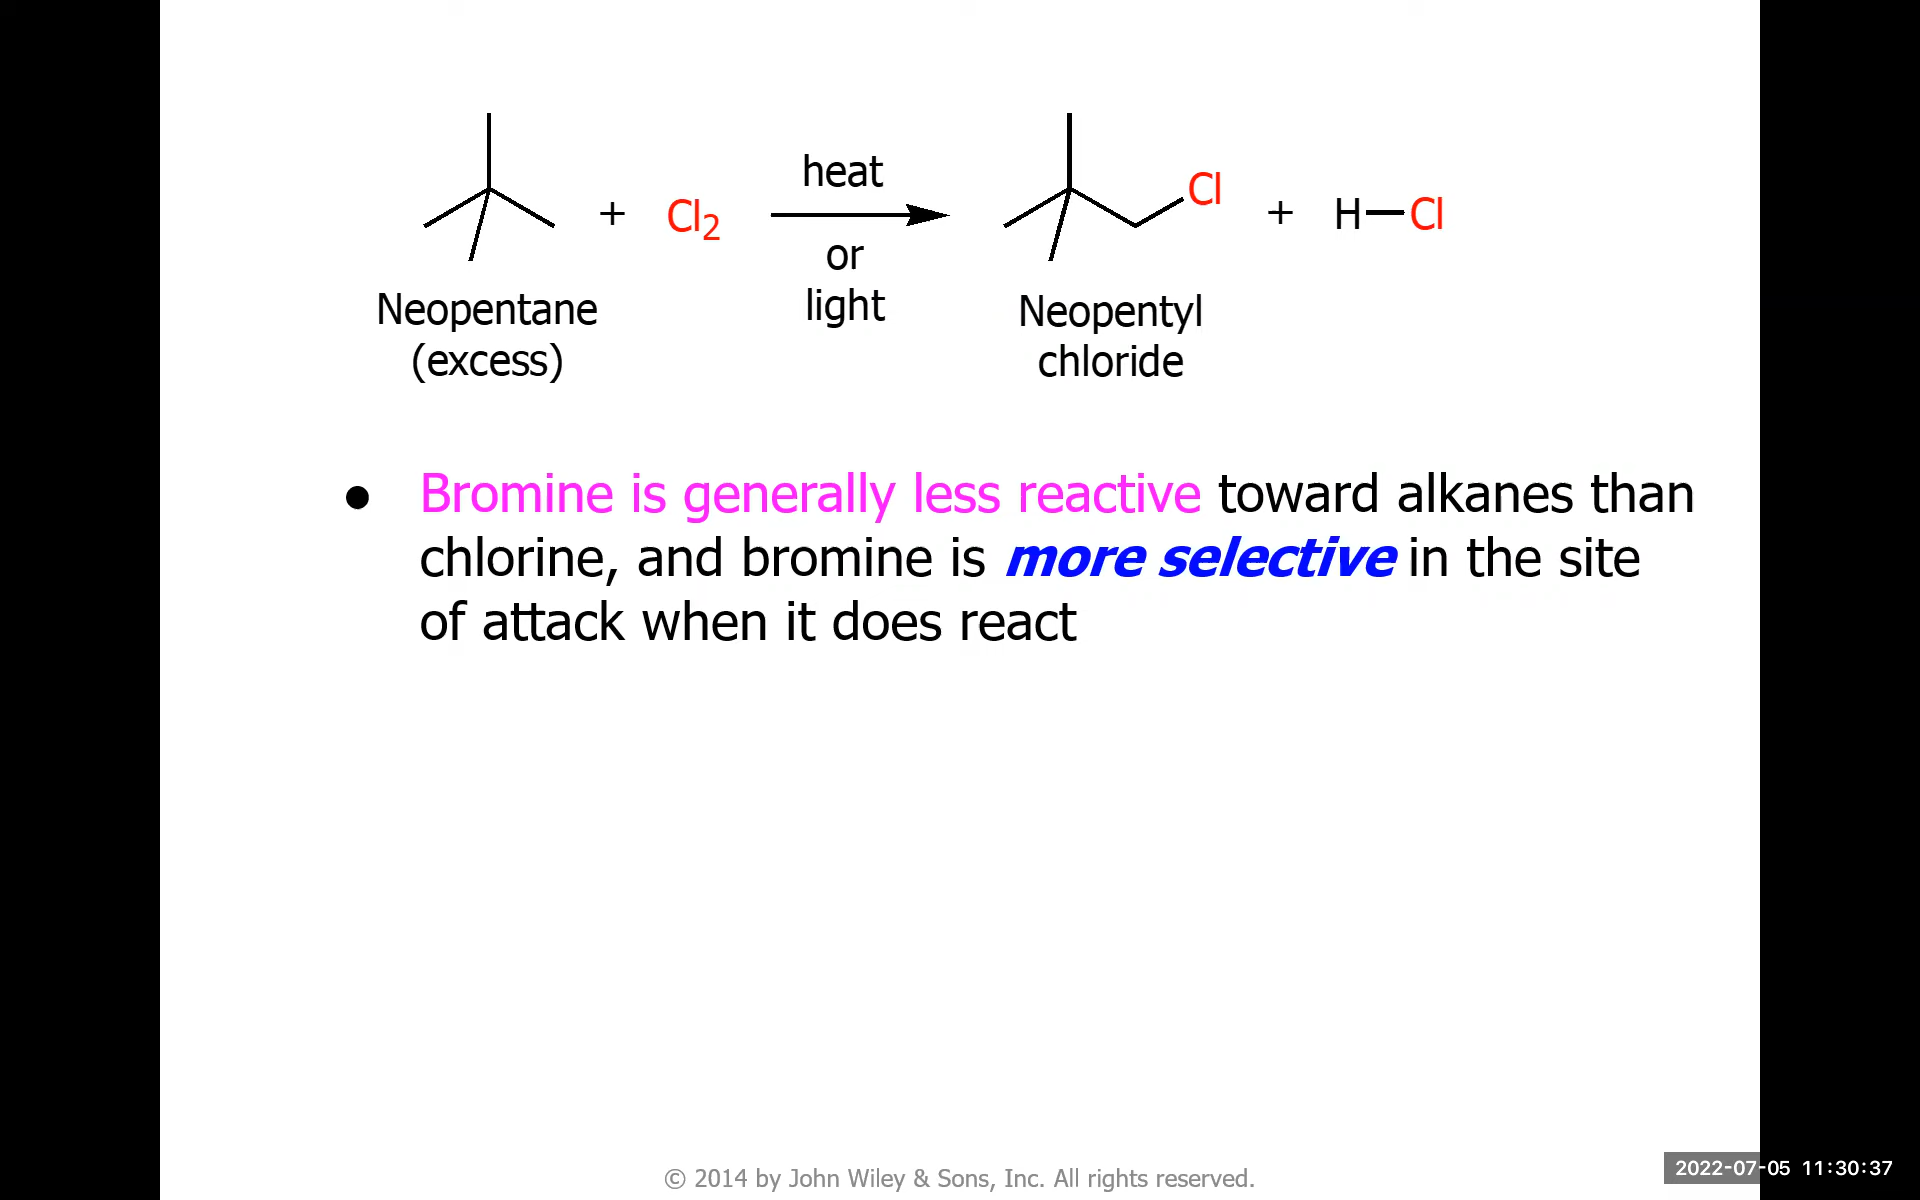 heat
Cl
+ Cl₂ + H—Cl
or
light
Neopentane
(excess)
Neopentyl
chloride
● Bromine is generally less reactive toward alkanes than
chlorine, and bromine is more selective in the site
of attack when it does react
© 2014 by John Wiley & Sons, Inc. All rights reserved.
2022-07-05 11:30:37